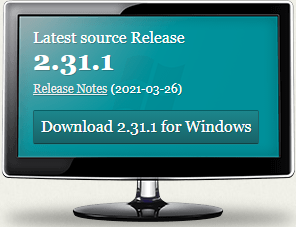 Latest source Release
2.31.1
Release Notes (2021-03-26)
Download 2.31.1 for Windows